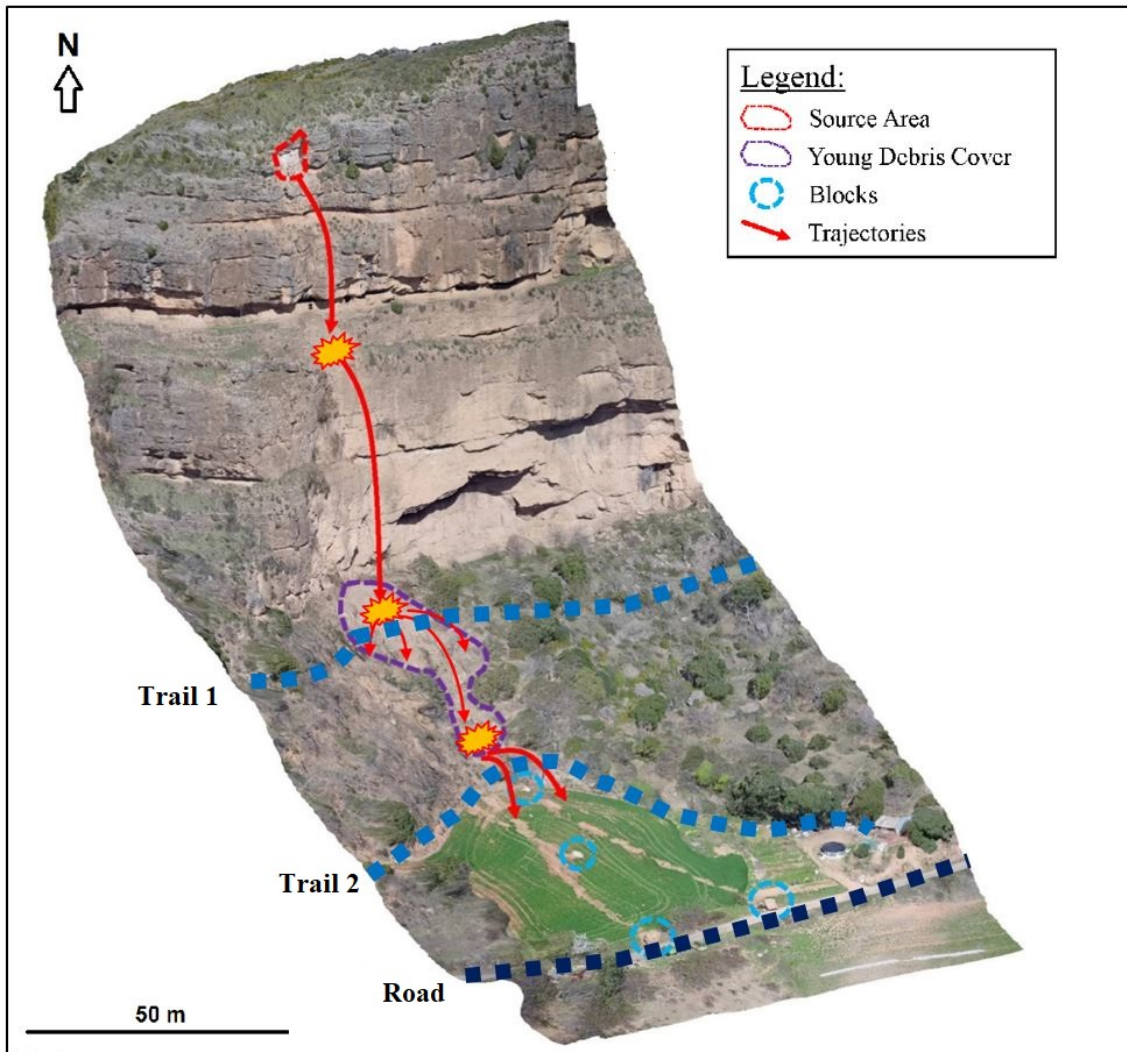 N
Legend:
Source Area
Young Debris Cover
Blocks
Trajectories
Trail 1
Trail 2
Road
50 m